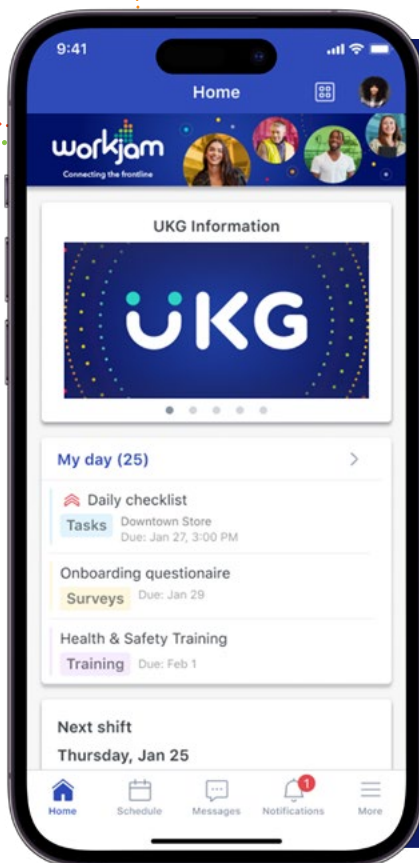 9:41
Home
workjam
Connecting the frontline
UKG Information
UKG
My day (25)
Daily checklist
Tasks
Downtown Store
Due: Jan 27, 3:00 PM
Onboarding questionaire
Surveys
Due: Jan 29
Health & Safety Training
Training
Due: Feb 1
Next shift
Thursday, Jan 25
1
Home
Schedule
Messages
Notifications
More